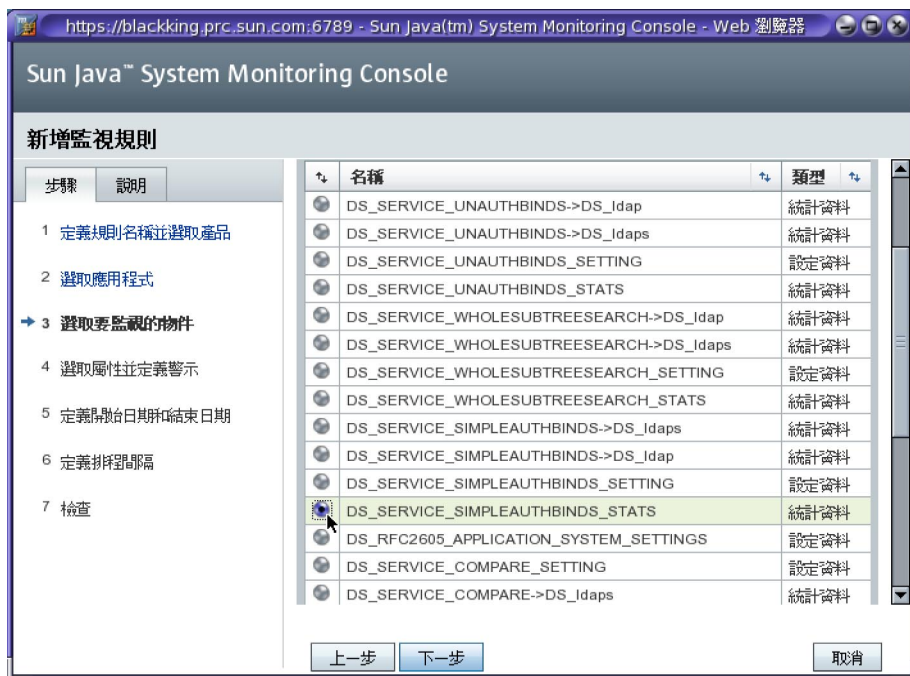 https://blackking.prc.sun.com:6789 - Sun Java(tm) System Monitoring Console - Web 瀏覽器
Sun Java™ System Monitoring Console
新增監視規則
步驟 說明
1 定義規則名稱並選取產品
2 選取應用程式
3 選取要監視的物件
4 選取屬性並定義警示
5 定義開始日期和結束日期
6 定義排程間隔
7 檢查
名稱 類型
DS_SERVICE_UNAUTHBINDS->DS_ldap 統計資料
DS_SERVICE_UNAUTHBINDS->DS_ldaps 統計資料
DS_SERVICE_UNAUTHBINDS_SETTING 設定資料
DS_SERVICE_UNAUTHBINDS_STATS 統計資料
DS_SERVICE_WHOLESUBTREESEARCH->DS_ldap 統計資料
DS_SERVICE_WHOLESUBTREESEARCH->DS_ldaps 統計資料
DS_SERVICE_WHOLESUBTREESEARCH_SETTING 設定資料
DS_SERVICE_WHOLESUBTREESEARCH_STATS 統計資料
DS_SERVICE_SIMPLEAUTHBINDS->DS_ldaps 統計資料
DS_SERVICE_SIMPLEAUTHBINDS->DS_ldap 統計資料
DS_SERVICE_SIMPLEAUTHBINDS_SETTING 設定資料
DS_SERVICE_SIMPLEAUTHBINDS_STATS 統計資料
DS_RFC2605_APPLICATION_SYSTEM_SETTINGS 設定資料
DS_SERVICE_COMPARE_SETTING 設定資料
DS_SERVICE_COMPARE->DS_ldaps 統計資料
上一步 下一步 取消